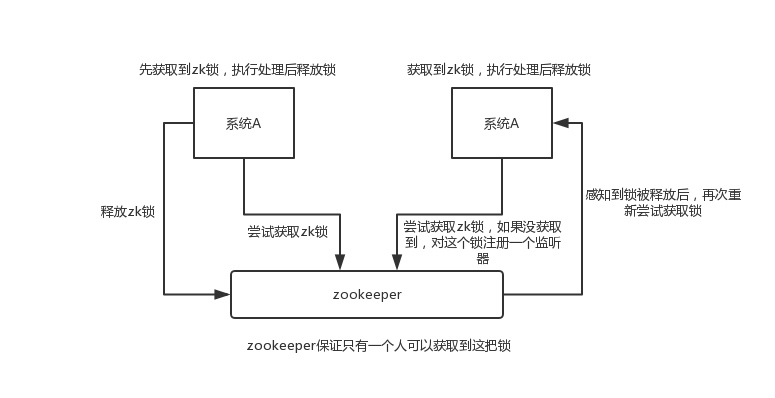 先获取到zk锁，执行处理后释放锁
获取到zk锁，执行处理后释放锁
系统A
系统A
释放zk锁
尝试获取zk锁
尝试获取zk锁，如果没获取
到，对这个锁注册一个监听
器
感知到锁被释放后，再次重
新尝试获取锁
zookeeper
zookeeper保证只有一个人可以获取到这把锁